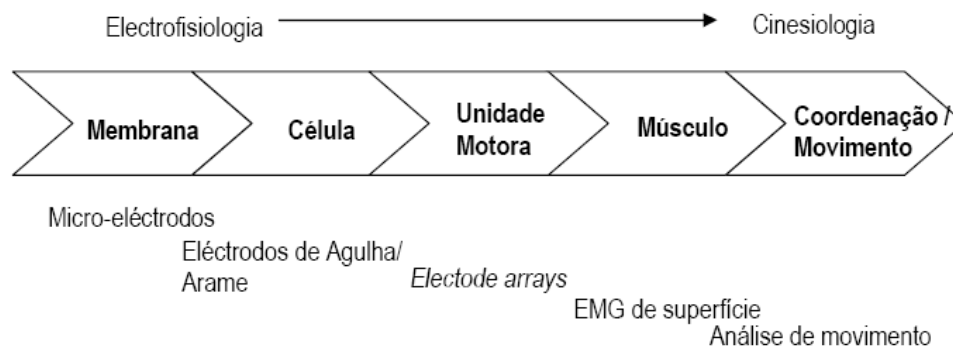 Electrofisiologia
Cinesiologia
Membrana
Célula
Unidade
Motora
Músculo
Coordenação /
Movimento
Micro-eléctrodos
Eléctrodos de Agulha/
Arame
Electode arrays
EMG de superfície
Análise de movimento